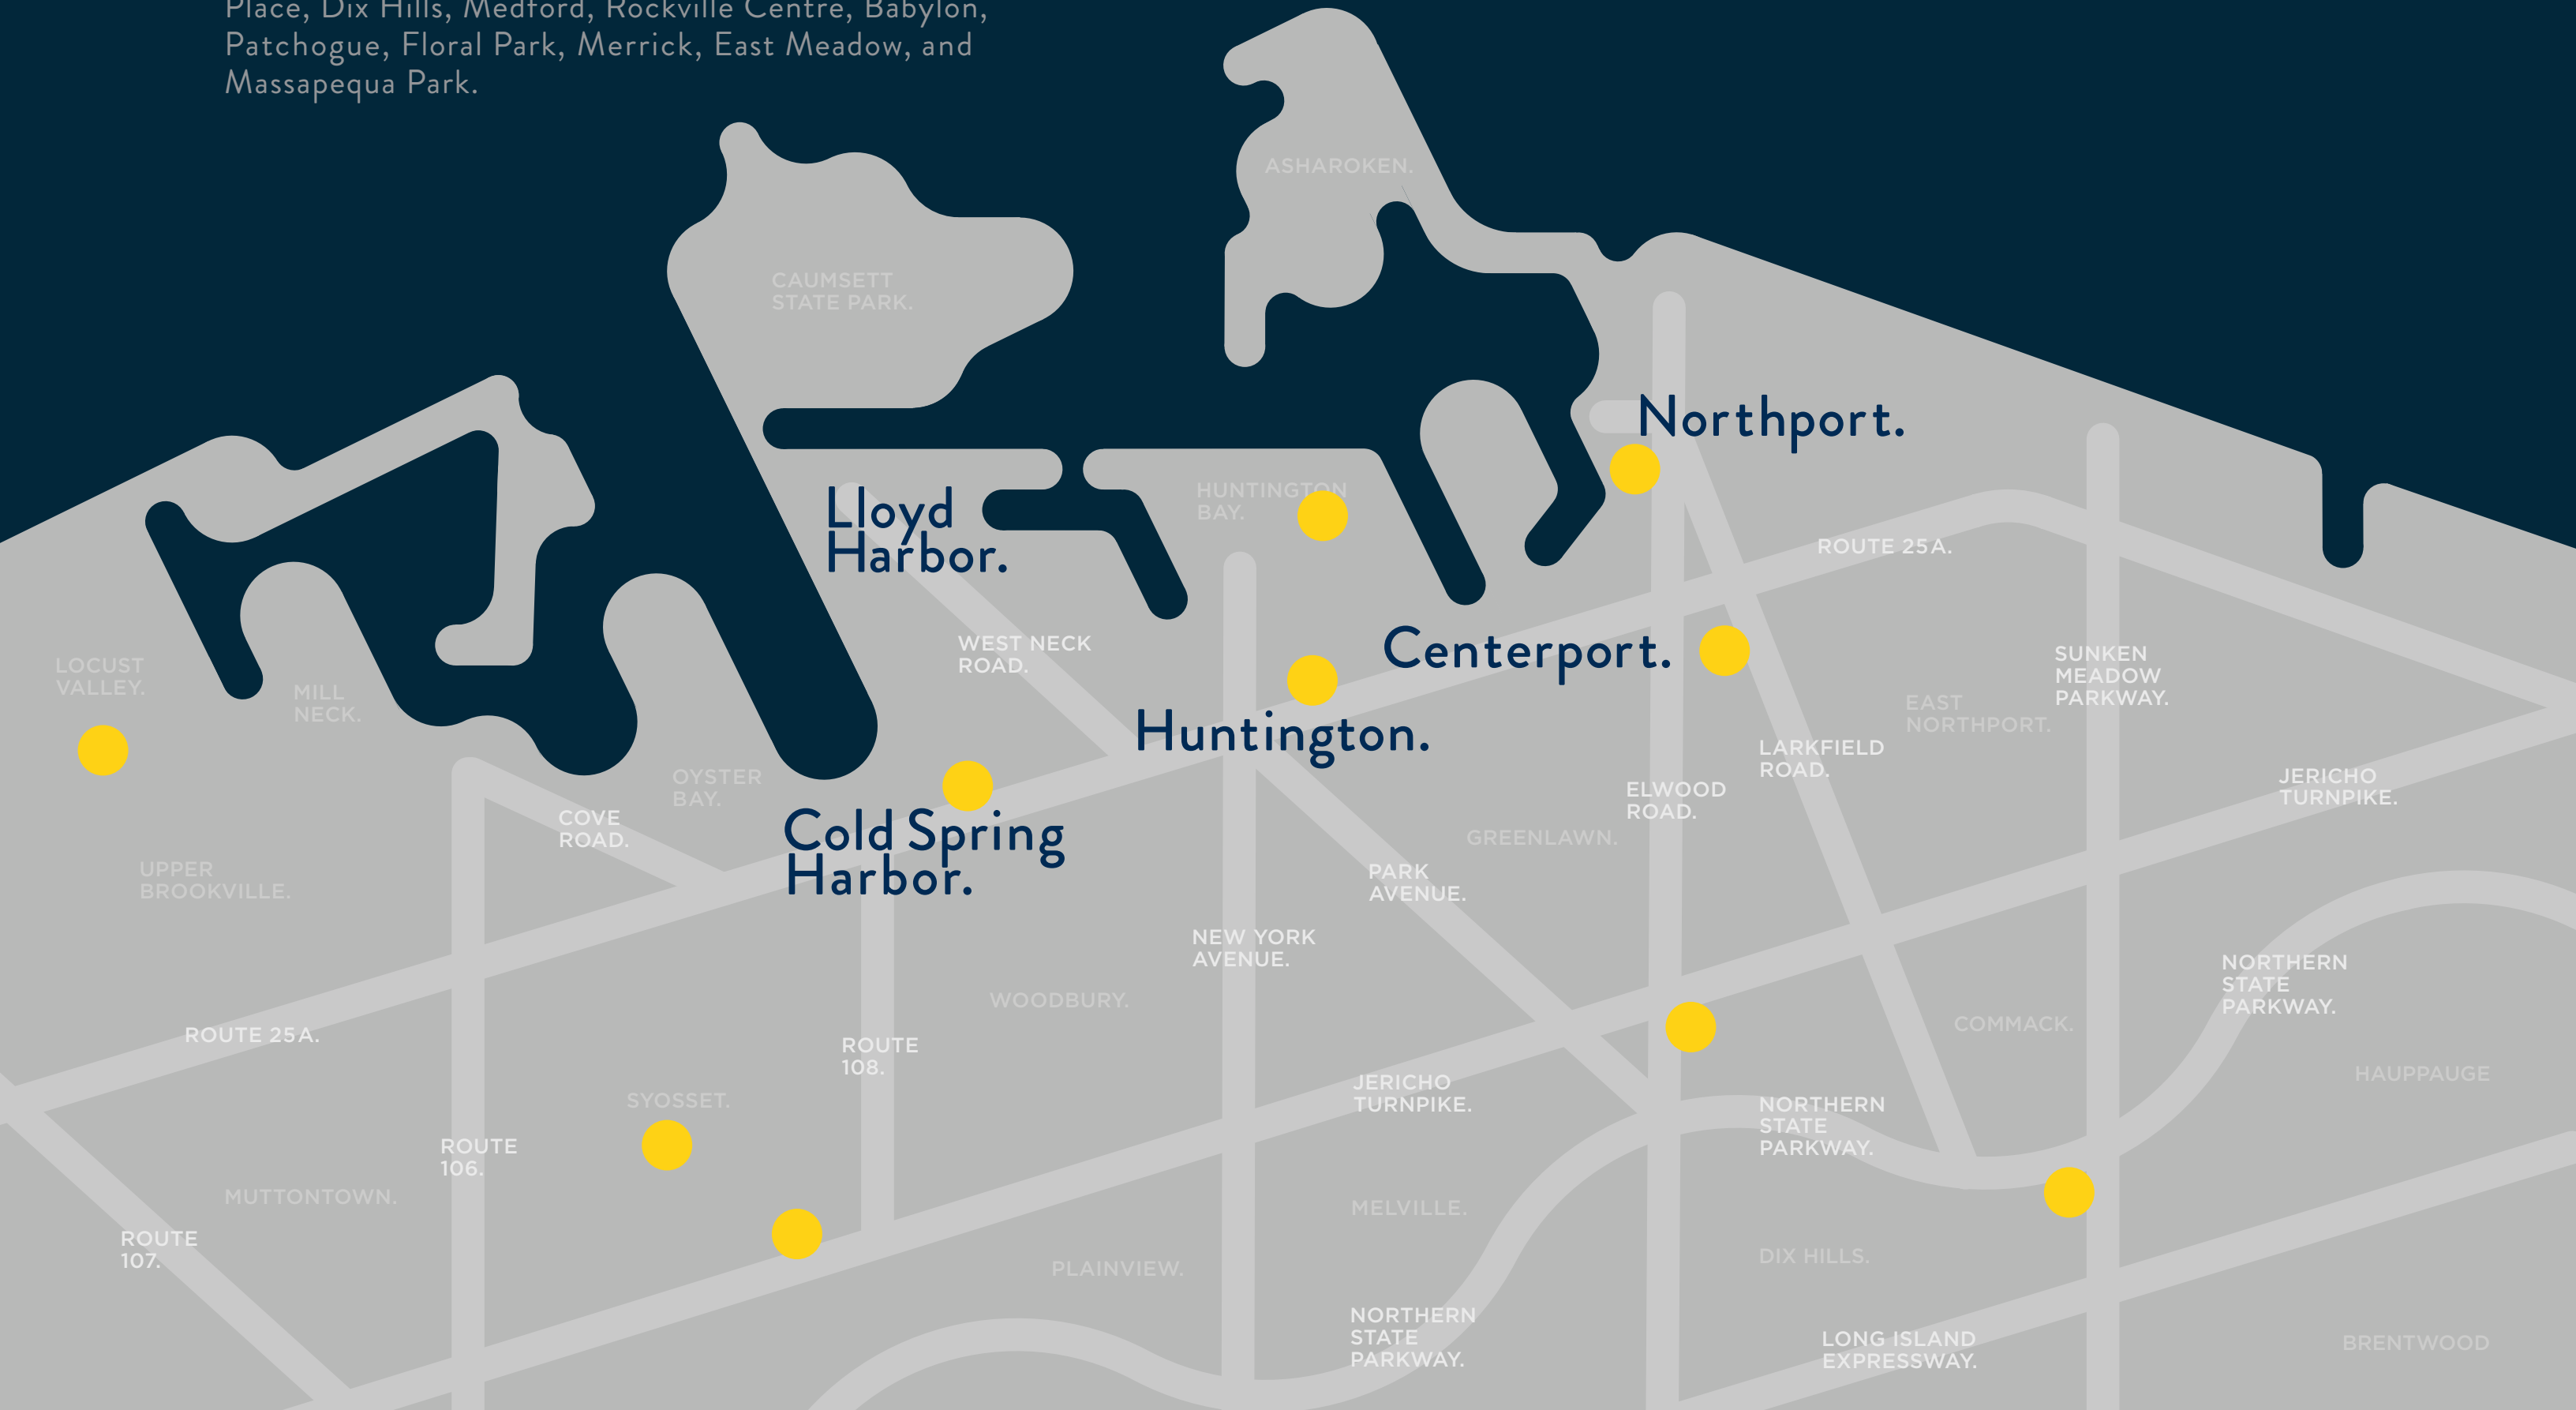 Place, Dix Hills, Medford, Rockville Centre, Babylon,
Patchogue, Floral Park, Merrick, East Meadow, and
Massapequa Park.
ASHAROKEN.
CAUMSETT
STATE PARK.
Northport.
HUNTINGTON
BAY.
Lloyd
Harbor.
ROUTE 25A.
WEST NECK
ROAD.
Centerport.
SUNKEN
MEADOW
PARKWAY.
LOCUST
VALLEY.
MILL
NECK.
EAST
NORTHPORT.
Huntington.
LARKFIELD
ROAD.
OYSTER
BAY.
JERICHO
TURNPIKE.
ELWOOD
ROAD.
COVE
ROAD.
Cold Spring
Harbor.
GREENLAWN.
UPPER
BROOKVILLE.
PARK
AVENUE.
NEW YORK
AVENUE.
NORTHERN
STATE
PARKWAY.
WOODBURY.
COMMACK.
ROUTE 25A.
ROUTE
108.
HAUPPAUGE
JERICHO
TURNPIKE.
SYOSSET.
NORTHERN
STATE
PARKWAY.
ROUTE
106.
MUTTONTOWN.
MELVILLE.
ROUTE
107.
DIX HILLS.
PLAINVIEW.
NORTHERN
STATE
PARKWAY.
LONG ISLAND
EXPRESSWAY.
BRENTWOOD